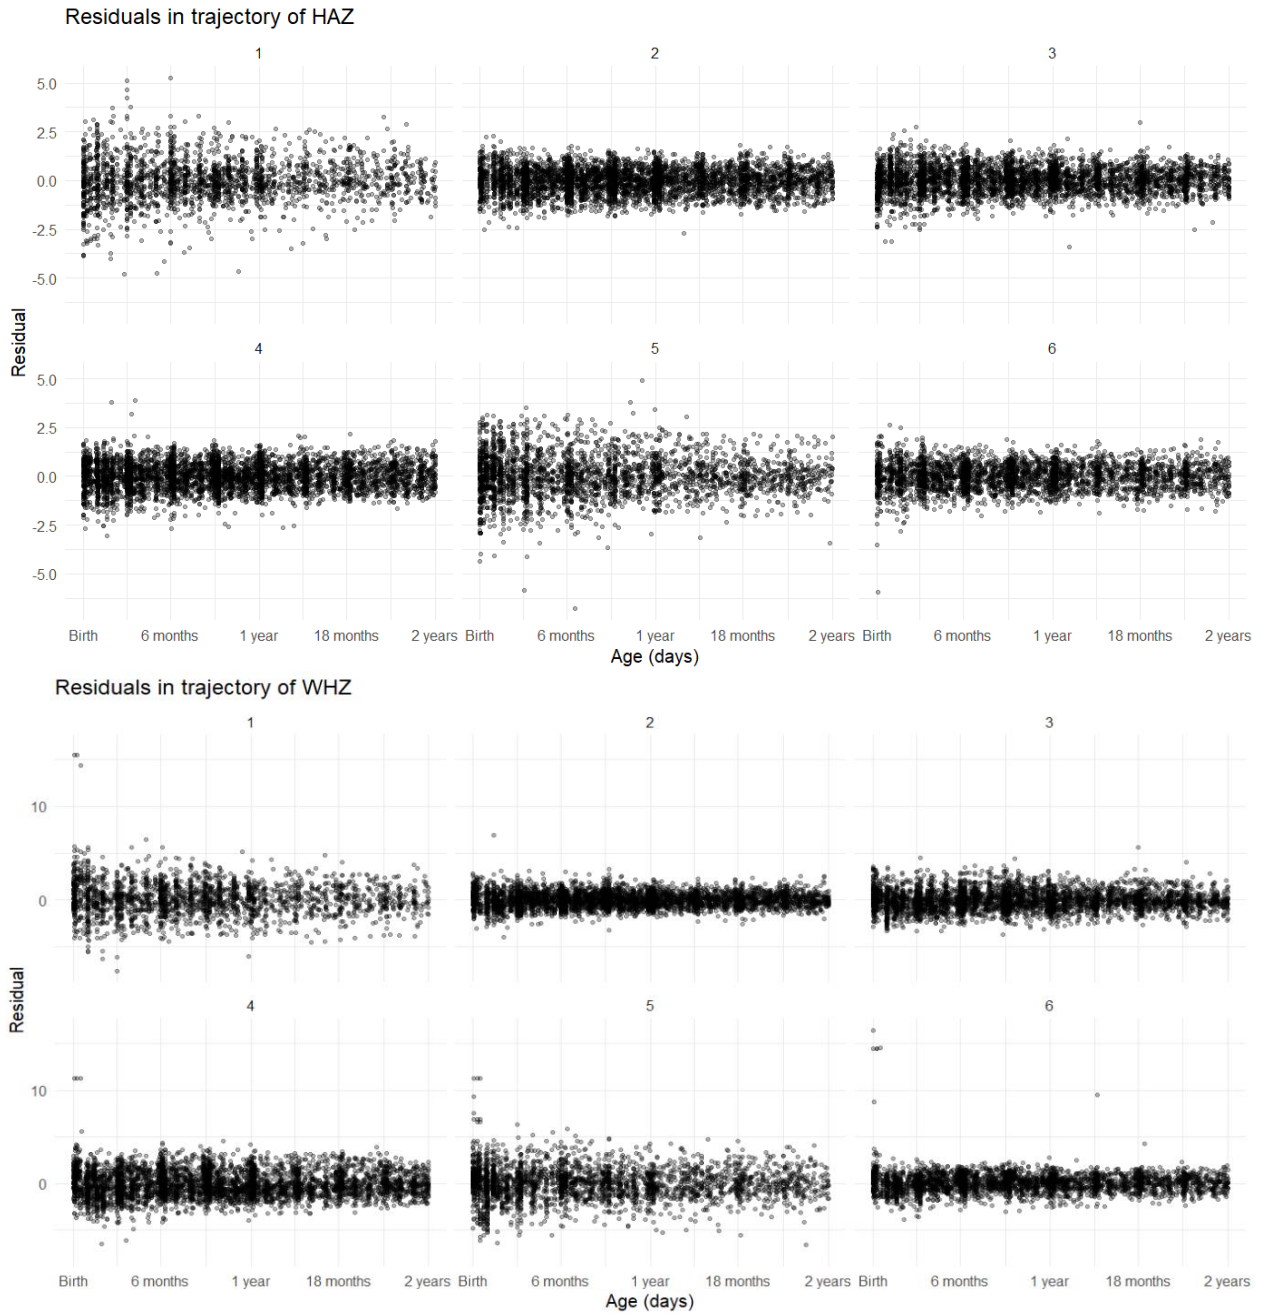 Residuals in trajectory of HAZ
1 2 3
5.0
2.5
0.0
-2.5
-5.0
Residual
4 5 6
5.0
2.5
0.0
-2.5
-5.0
Birth 6 months 1 year 18 months 2 years Birth 6 months 1 year 18 months 2 years Birth 6 months 1 year 18 months 2 years
Age (days)
Residuals in trajectory of WHZ
1 2 3
10
0
Residual
4 5 6
10
0
Birth 6 months 1 year 18 months 2 years Birth 6 months 1 year 18 months 2 years Birth 6 months 1 year 18 months 2 years
Age (days)